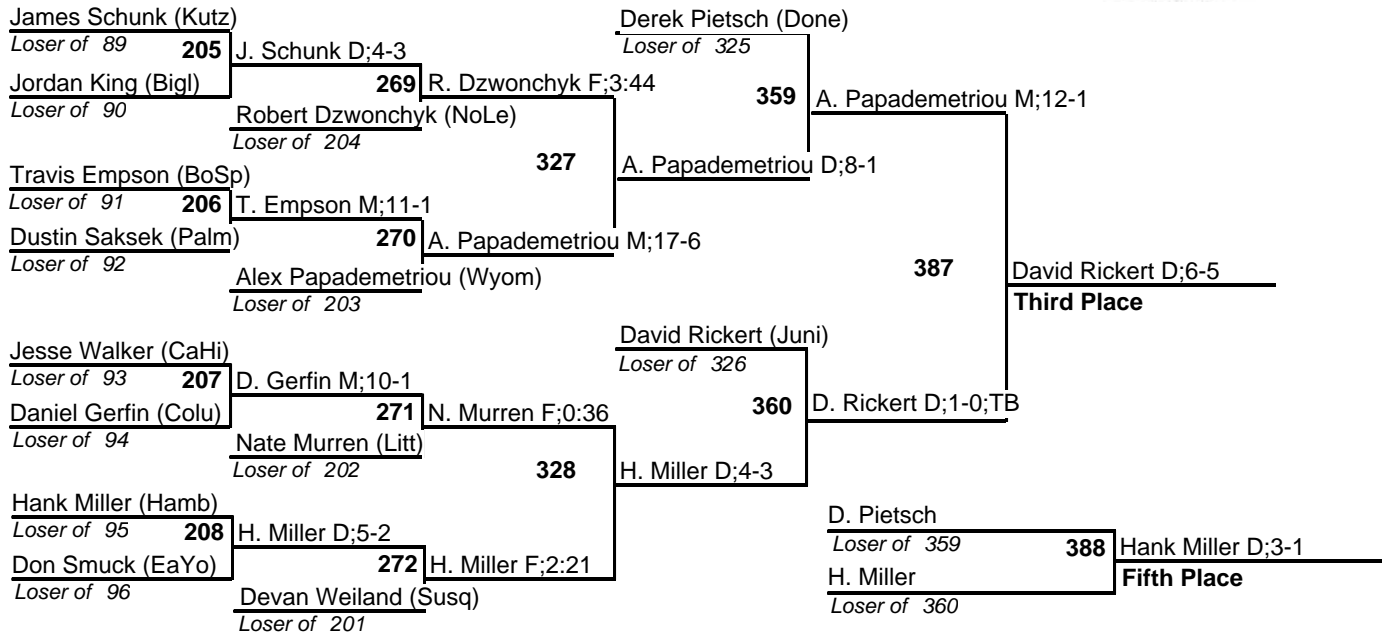 James Schunk (Kutz)
Loser of 89
205
J. Schunk D;4-3
Jordan King (Bigl)
Loser of 90
269
R. Dzwonchyk F;3:44
Robert Dzwonchyk (NoLe)
Loser of 204
327
Travis Empson (BoSp)
Loser of 91
206
T. Empson M;11-1
Dustin Saksek (Palm)
Loser of 92
270
A. Papademetriou M;17-6
Alex Papademetriou (Wyom)
Loser of 203
Derek Pietsch (Done)
Loser of 325
359
A. Papademetriou M;12-1
A. Papademetriou D;8-1
387
David Rickert D;6-5
Third Place
Jesse Walker (CaHi)
Loser of 93
207
D. Gerfin M;10-1
Daniel Gerfin (Colu)
Loser of 94
271
N. Murren F;0:36
Nate Murren (Litt)
Loser of 202
328
Hank Miller (Hamb)
Loser of 95
208
H. Miller D;5-2
Don Smuck (EaYo)
Loser of 96
272
H. Miller F;2:21
Devan Weiland (Susq)
Loser of 201
David Rickert (Juni)
Loser of 326
360
D. Rickert D;1-0;TB
H. Miller D;4-3
D. Pietsch
Loser of 359
388
Hank Miller D;3-1
H. Miller
Fifth Place
Loser of 360